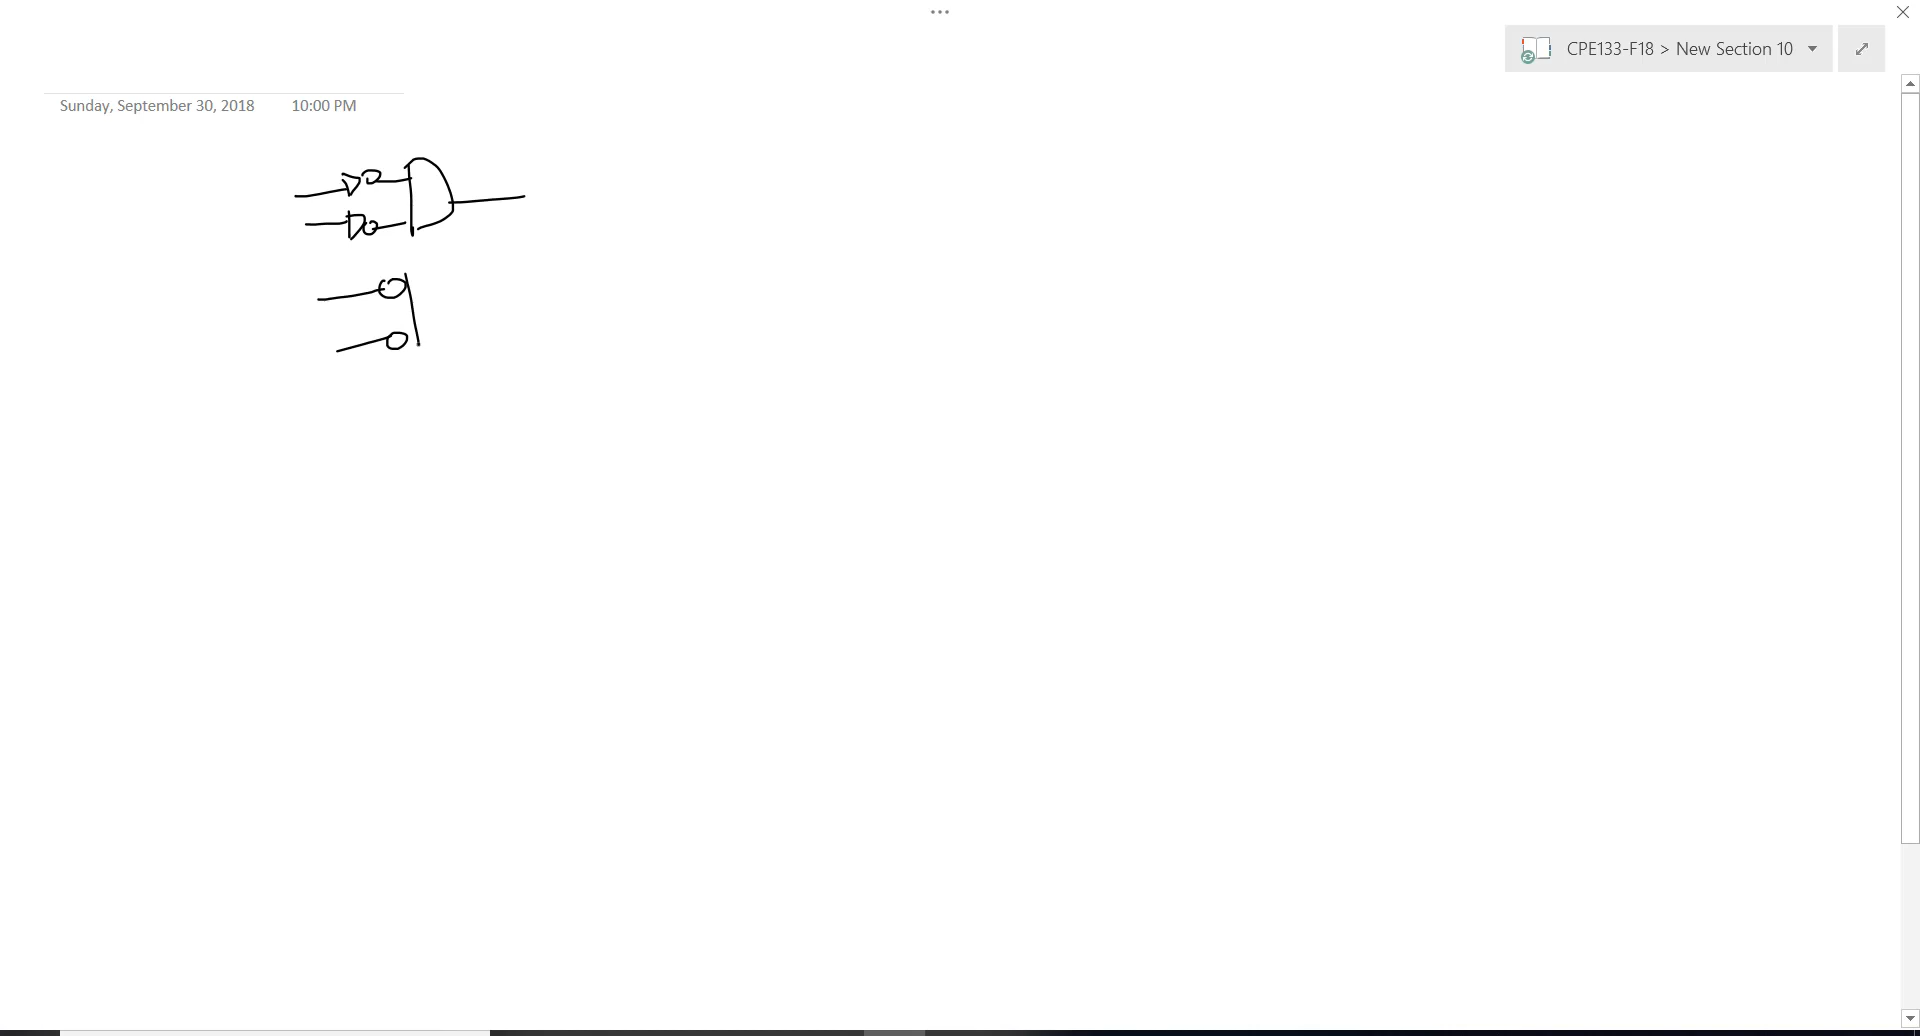 CPE133-F18 > New Section 10
Sunday, September 30, 2018 10:00 PM